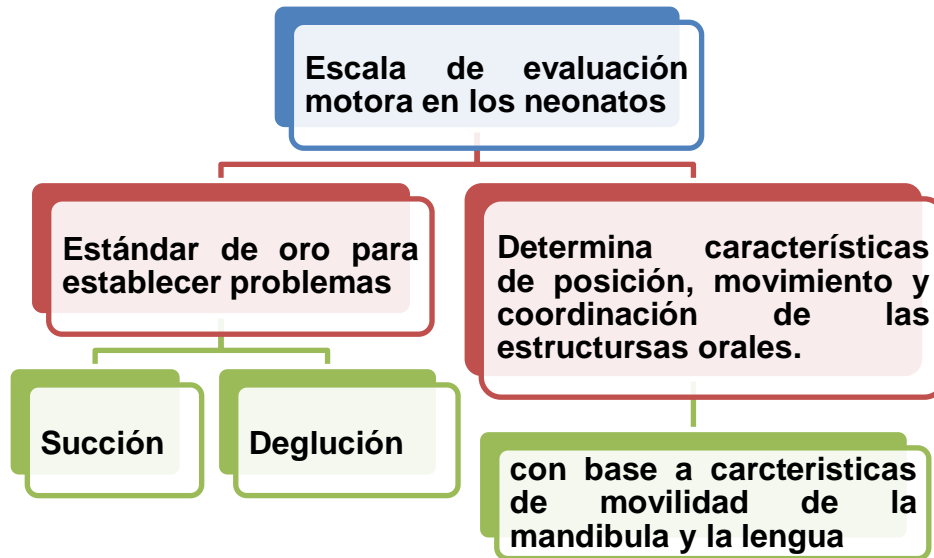 Escala de evaluación
motora en los neonatos
Estándar de oro para
establecer problemas
Determina características
de posición, movimiento y
coordinación de las
estructursas orales.
Succión
Deglución
con base a carcteristicas
de movilidad de la
mandibula y la lengua